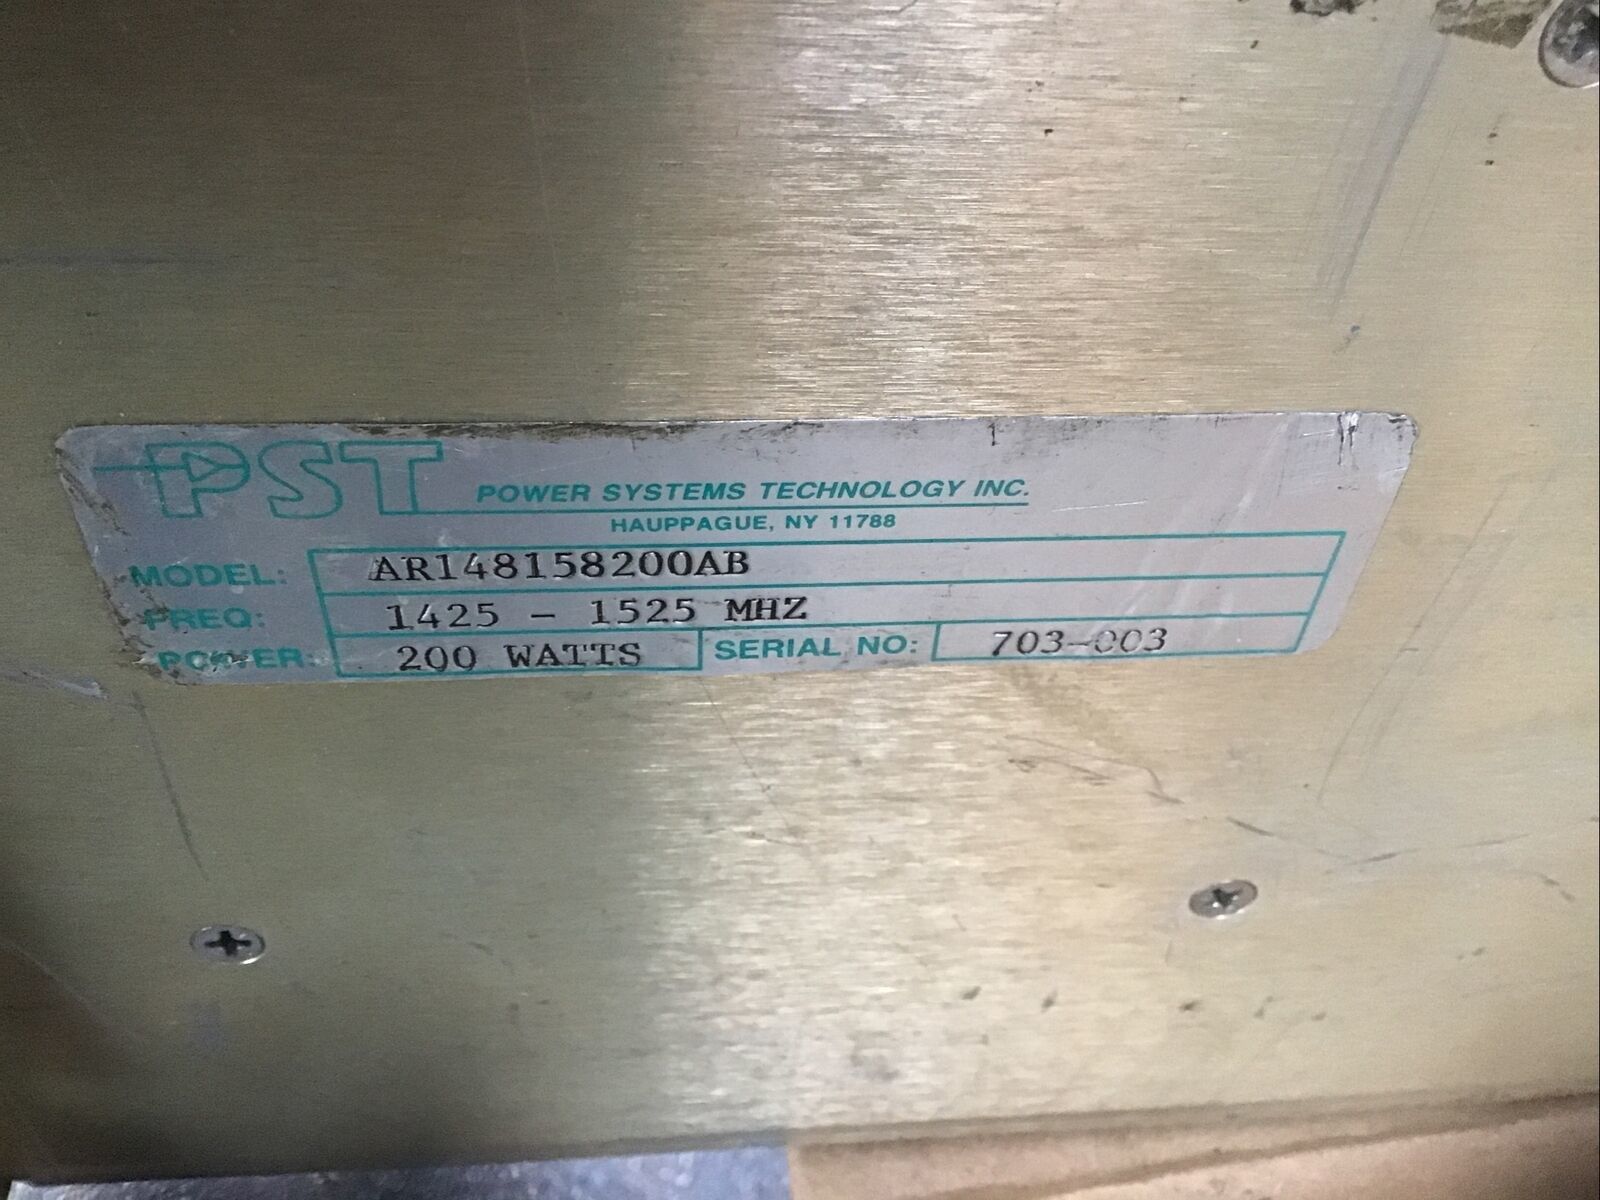 PST
POWER SYSTEMS TECHNOLOGY INC.
HAUPPAGUE, NY 11788
MODEL: AR148158200AB
FREQ: 1425 - 1525 MHZ
POWER: 200 WATTS SERIAL NO: 703-003